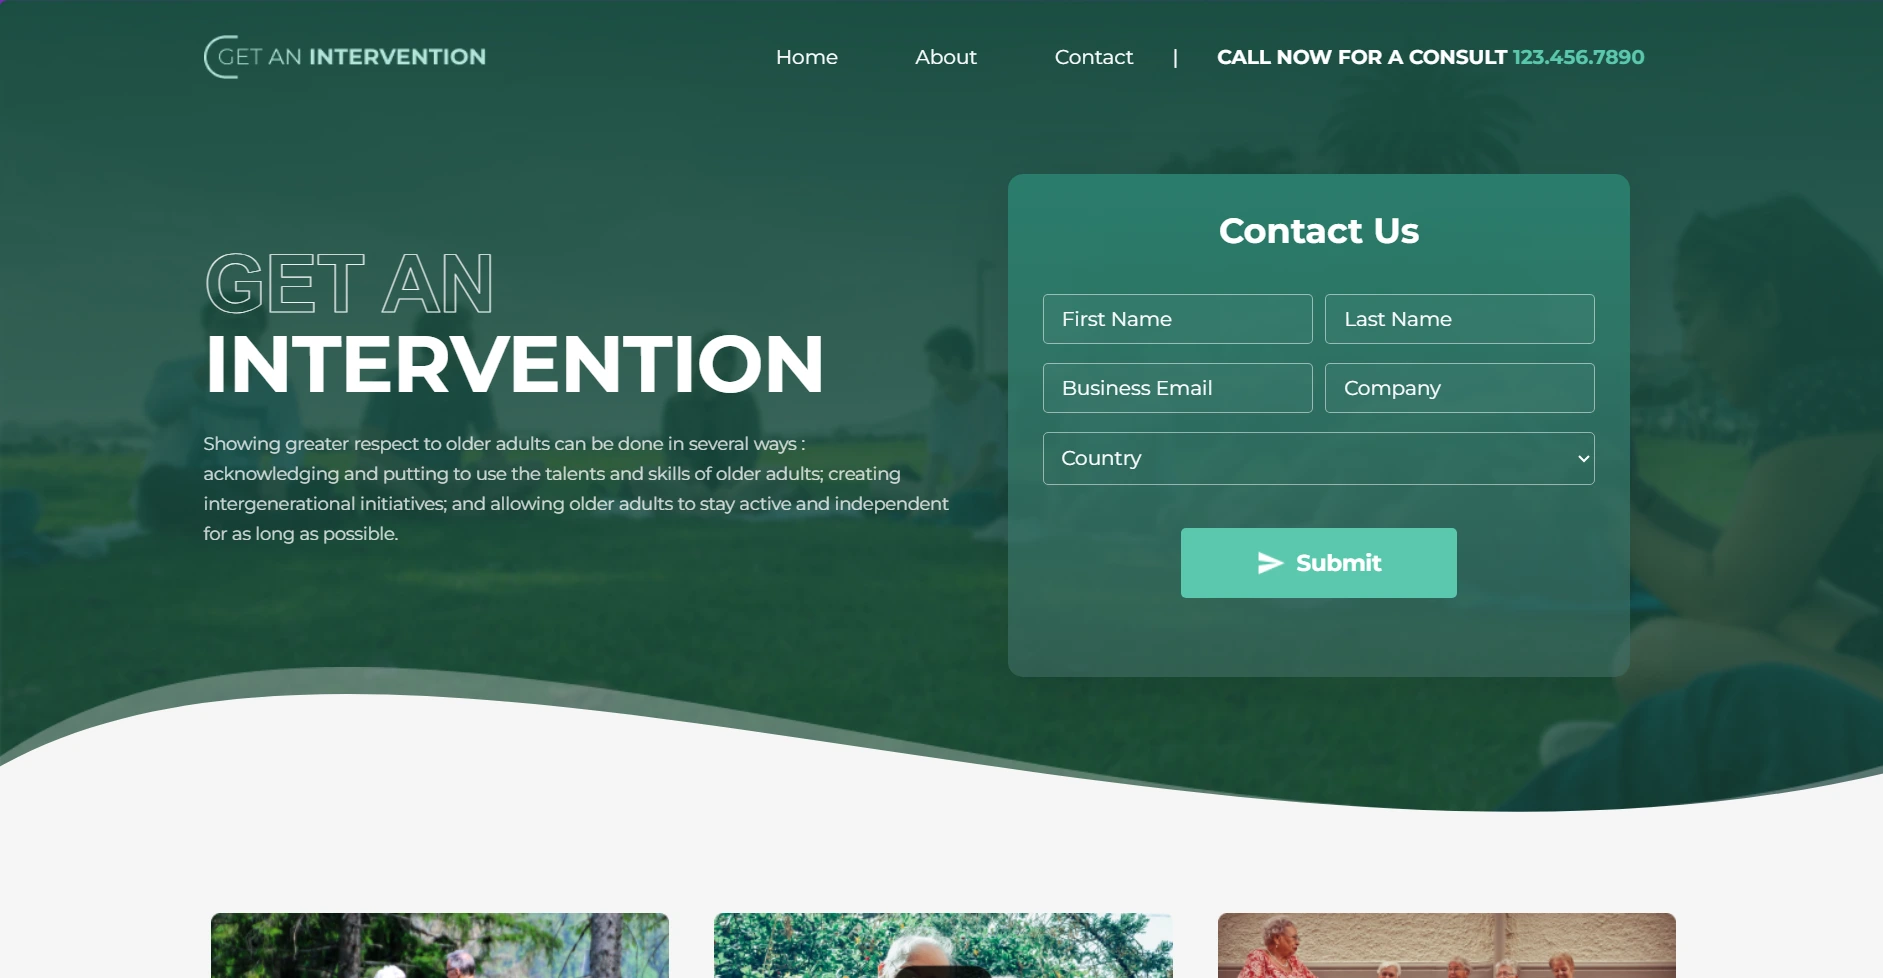 GET AN INTERVENTION
Home About Contact | CALL NOW FOR A CONSULT 123.456.7890
GET AN
INTERVENTION
Showing greater respect to older adults can be done in several ways :
acknowledging and putting to use the talents and skills of older adults; creating
intergenerational initiatives; and allowing older adults to stay active and independent
for as long as possible.
Contact Us
First Name Last Name
Business Email Company
Country
Submit